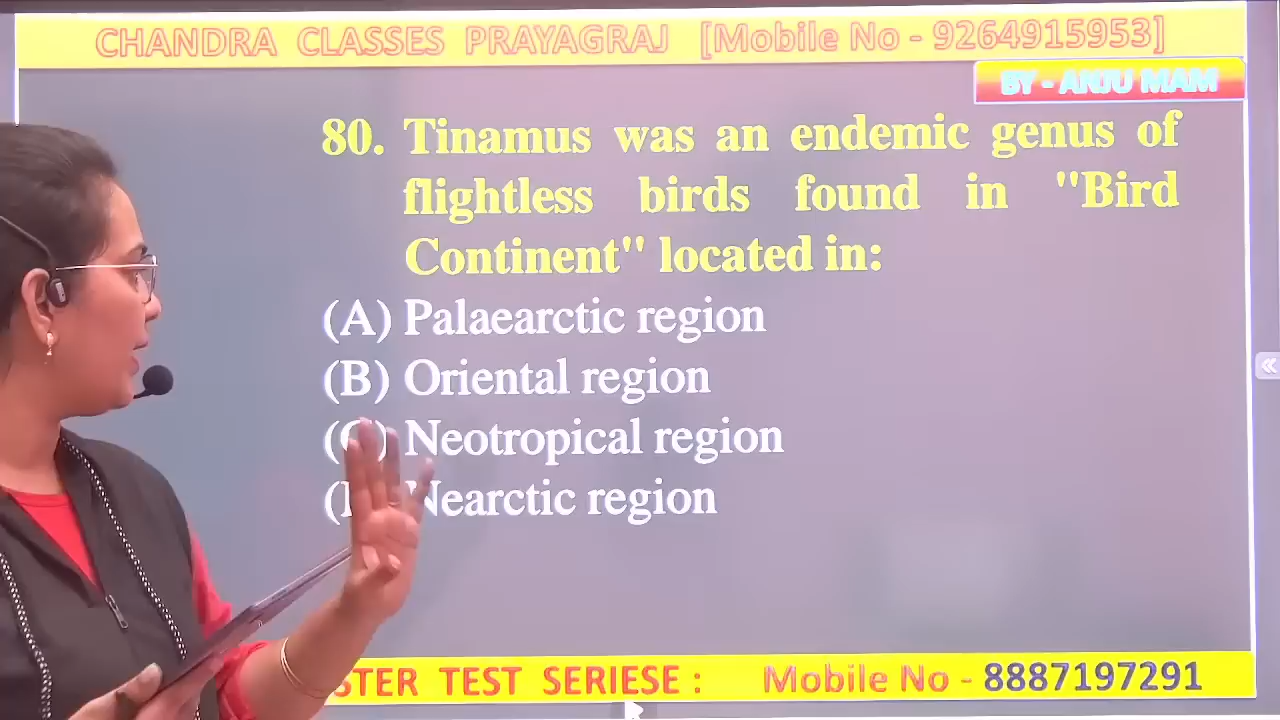 CHANDRA CLASSES PRAYAGRAJ [Mobile No - 9264915953]
BY - ANJU MAM
80. Tinamus was an endemic genus of
flightless birds found in "Bird
Continent" located in:
(A) Palaearctic region
(B) Oriental region
(C) Neotropical region
Nearctic region
TEST SERIESE : Mobile No - 8887197291